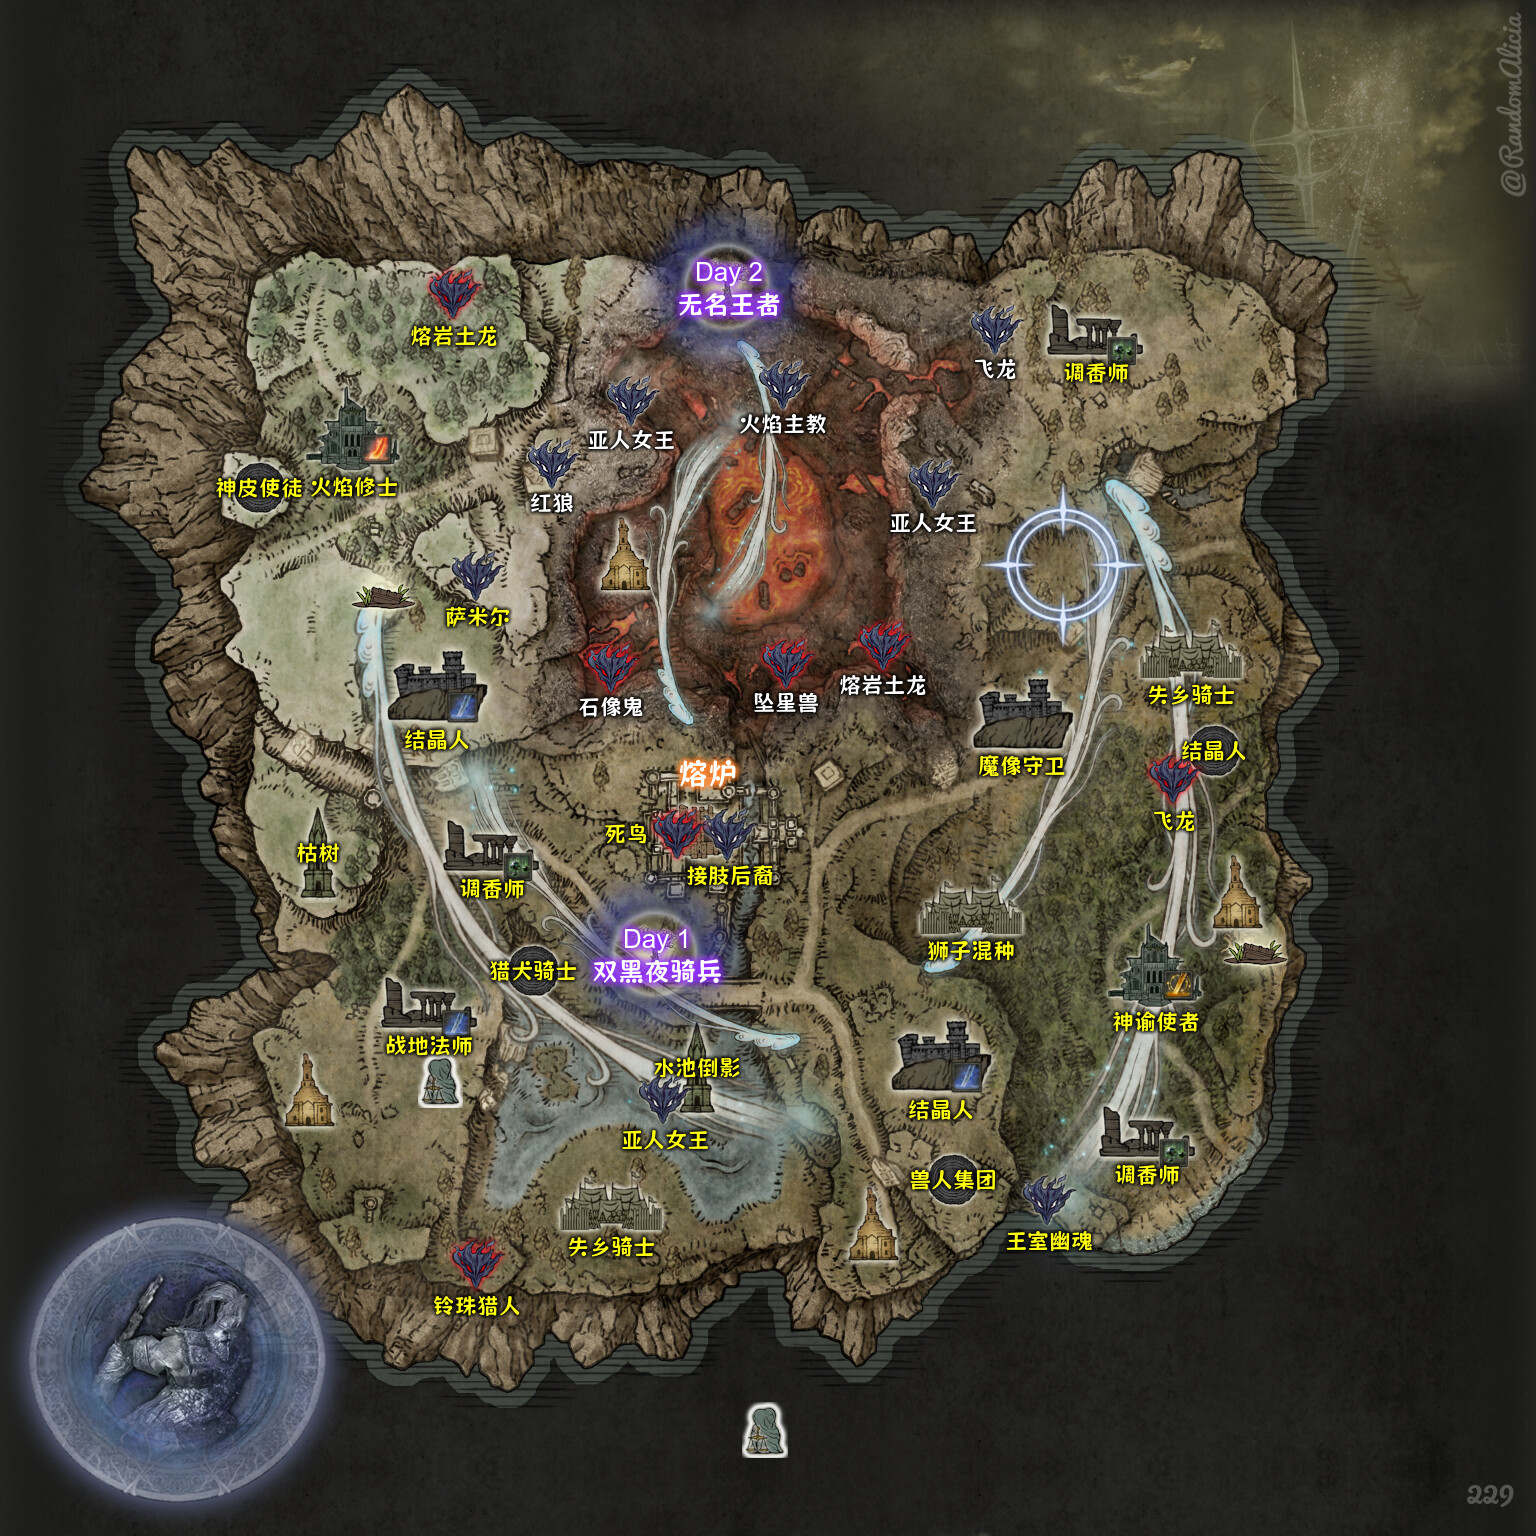 @RandomAlicia
Day 2
无名王者
熔岩土龙
飞龙
调香师
火焰主教
亚人女王
神皮使徒
火焰修士
红狼
亚人女王
萨米尔
结晶人
石像鬼
坠星兽
熔岩土龙
失乡骑士
魔像守卫
结晶人
熔炉
飞龙
死鸟
接肢后裔
枯树
调香师
Day 1
双黑夜骑兵
猎犬骑士
狮子混种
神谕使者
战地法师
水池倒影
结晶人
亚人女王
兽人集团
调香师
失乡骑士
王室幽魂
铃珠猎人
229